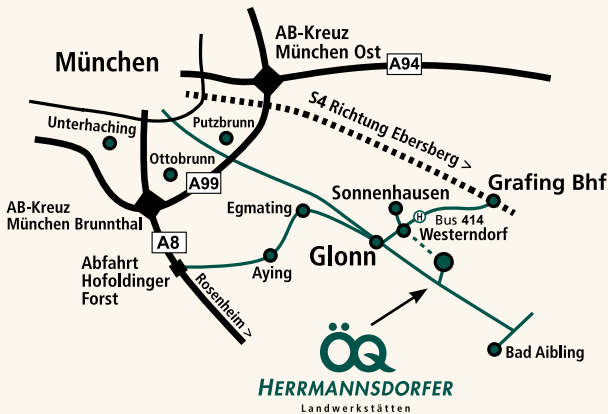 AB-Kreuz
München Ost
München
A94
S4 Richtung Ebersberg >
Unterhaching
Putzbrunn
Ottobrunn
A99
Sonnenhausen
Grafing Bhf
H
Bus 414
Westerndorf
AB-Kreuz
München Brunnthal
Egmating
A8
Glonn
Aying
Abfahrt
Hofoldinger
Forst
Rosenheim >
Bad Aibling
ÖQ
HERRMANNSDORFER
Landwerkstätten